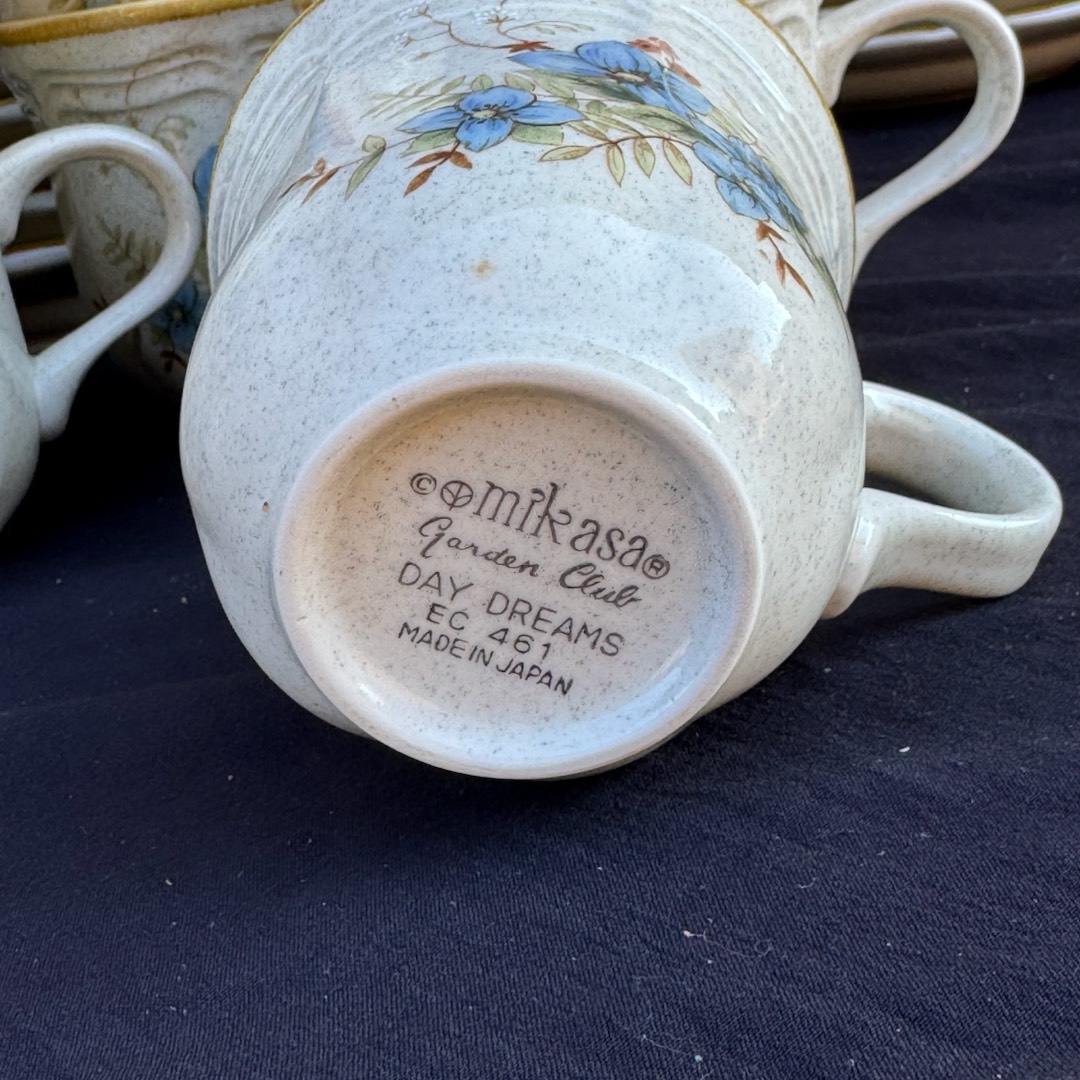 © mikasa®
Garden Club
DAY DREAMS
EC 461
MADE IN JAPAN